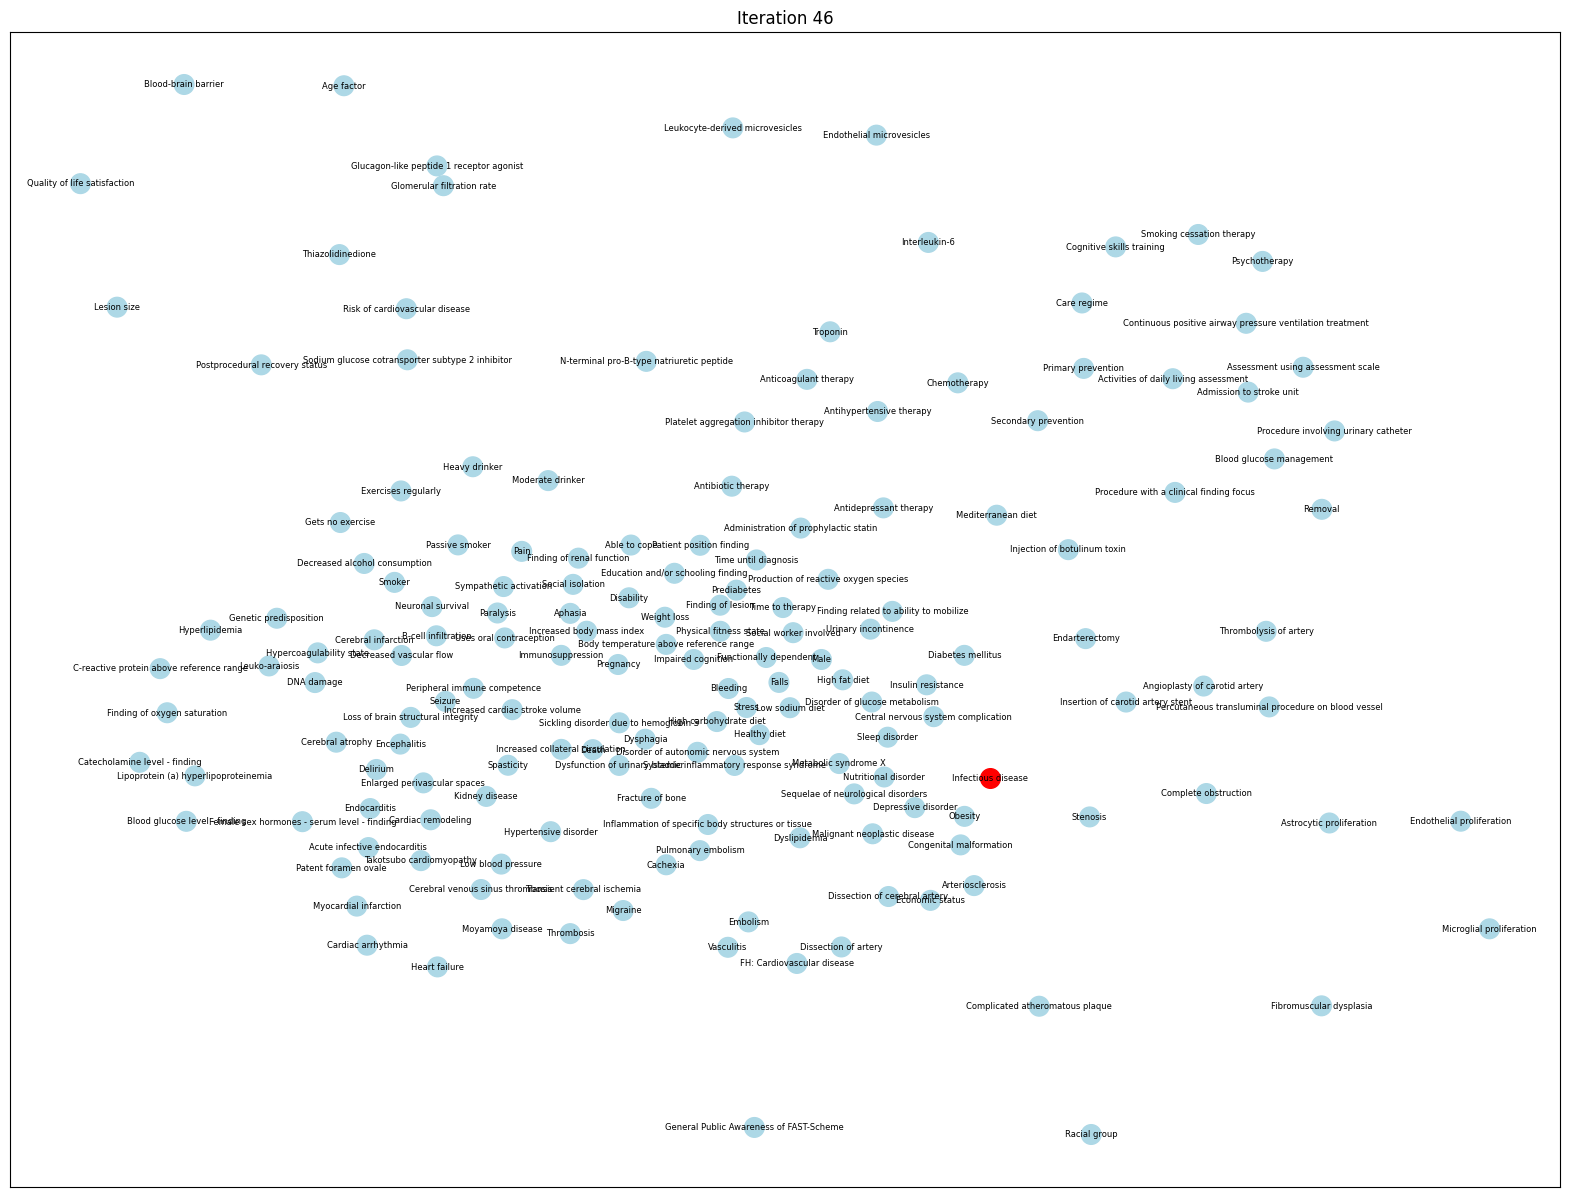 Iteration 46
Blood-brain barrier
Age factor
Leukocyte-derived microvesicles
Endothelial microvesicles
Glucagon-like peptide 1 receptor agonist
Quality of life satisfaction
Glomerular filtration rate
Smoking cessation therapy
Interleukin-6
Cognitive skills training
Thiazolidinedione
Psychotherapy
Care regime
Lesion size
Risk of cardiovascular disease
Continuous positive airway pressure ventilation treatment
Troponin
Sodium glucose cotransporter subtype 2 inhibitor
N-terminal pro-B-type natriuretic peptide
Postprocedural recovery status
Primary prevention
Assessment using assessment scale
Anticoagulant therapy
Activities of daily living assessment
Chemotherapy
Admission to stroke unit
Antihypertensive therapy
Platelet aggregation inhibitor therapy
Secondary prevention
Procedure involving urinary catheter
Blood glucose management
Heavy drinker
Moderate drinker
Antibiotic therapy
Exercises regularly
Procedure with a clinical finding focus
Antidepressant therapy
Removal
Mediterranean diet
Gets no exercise
Administration of prophylactic statin
Passive smoker
Able to cope
Patient position finding
Pain
Injection of botulinum toxin
Finding of renal function
Time until diagnosis
Decreased alcohol consumption
Education and/or schooling finding
Production of reactive oxygen species
Smoker
Social isolation
Sympathetic activation
Prediabetes
Disability
Neuronal survival
Finding of lesion
Time to therapy
Finding related to ability to mobilize
Paralysis
Aphasia
Weight loss
Genetic predisposition
Hyperlipidemia
Increased body mass index
Physical fitness state
Social worker involved
Urinary incontinence
Thrombolysis of artery
B-cell infiltration
Uses oral contraception
Cerebral infarction
Endarterectomy
Body temperature above reference range
Hypercoagulability state
Decreased vascular flow
Immunosuppression
Impaired cognition
Functionally dependent
Male
Diabetes mellitus
Pregnancy
Leuko-araiosis
C-reactive protein above reference range
DNA damage
High fat diet
Falls
Insulin resistance
Angioplasty of carotid artery
Peripheral immune competence
Bleeding
Seizure
Disorder of glucose metabolism
Insertion of carotid artery stent
Percutaneous transluminal procedure on blood vessel
Stress
Low sodium diet
Increased cardiac stroke volume
Finding of oxygen saturation
Loss of brain structural integrity
Central nervous system complication
Sickling disorder due to hemoglobin S
High carbohydrate diet
Healthy diet
Sleep disorder
Dysphagia
Cerebral atrophy
Encephalitis
Increased collateral circulation
Death
Disorder of autonomic nervous system
Catecholamine level - finding
Metabolic syndrome X
Spasticity
Dysfunction of urinary bladder
Systemic inflammatory response syndrome
Delirium
Lipoprotein (a) hyperlipoproteinemia
Nutritional disorder
Infectious disease
Enlarged perivascular spaces
Complete obstruction
Sequelae of neurological disorders
Kidney disease
Fracture of bone
Endocarditis
Depressive disorder
Obesity
Stenosis
Cardiac remodeling
Blood glucose level - finding
Female sex hormones - serum level - finding
Endothelial proliferation
Astrocytic proliferation
Inflammation of specific body structures or tissue
Hypertensive disorder
Malignant neoplastic disease
Dyslipidemia
Congenital malformation
Acute infective endocarditis
Pulmonary embolism
Takotsubo cardiomyopathy
Low blood pressure
Cachexia
Patent foramen ovale
Arteriosclerosis
Cerebral venous sinus thrombosis
Transient cerebral ischemia
Dissection of cerebral artery
Economic status
Myocardial infarction
Migraine
Embolism
Moyamoya disease
Microglial proliferation
Thrombosis
Cardiac arrhythmia
Vasculitis
Dissection of artery
FH: Cardiovascular disease
Heart failure
Complicated atheromatous plaque
Fibromuscular dysplasia
General Public Awareness of FAST-Scheme
Racial group